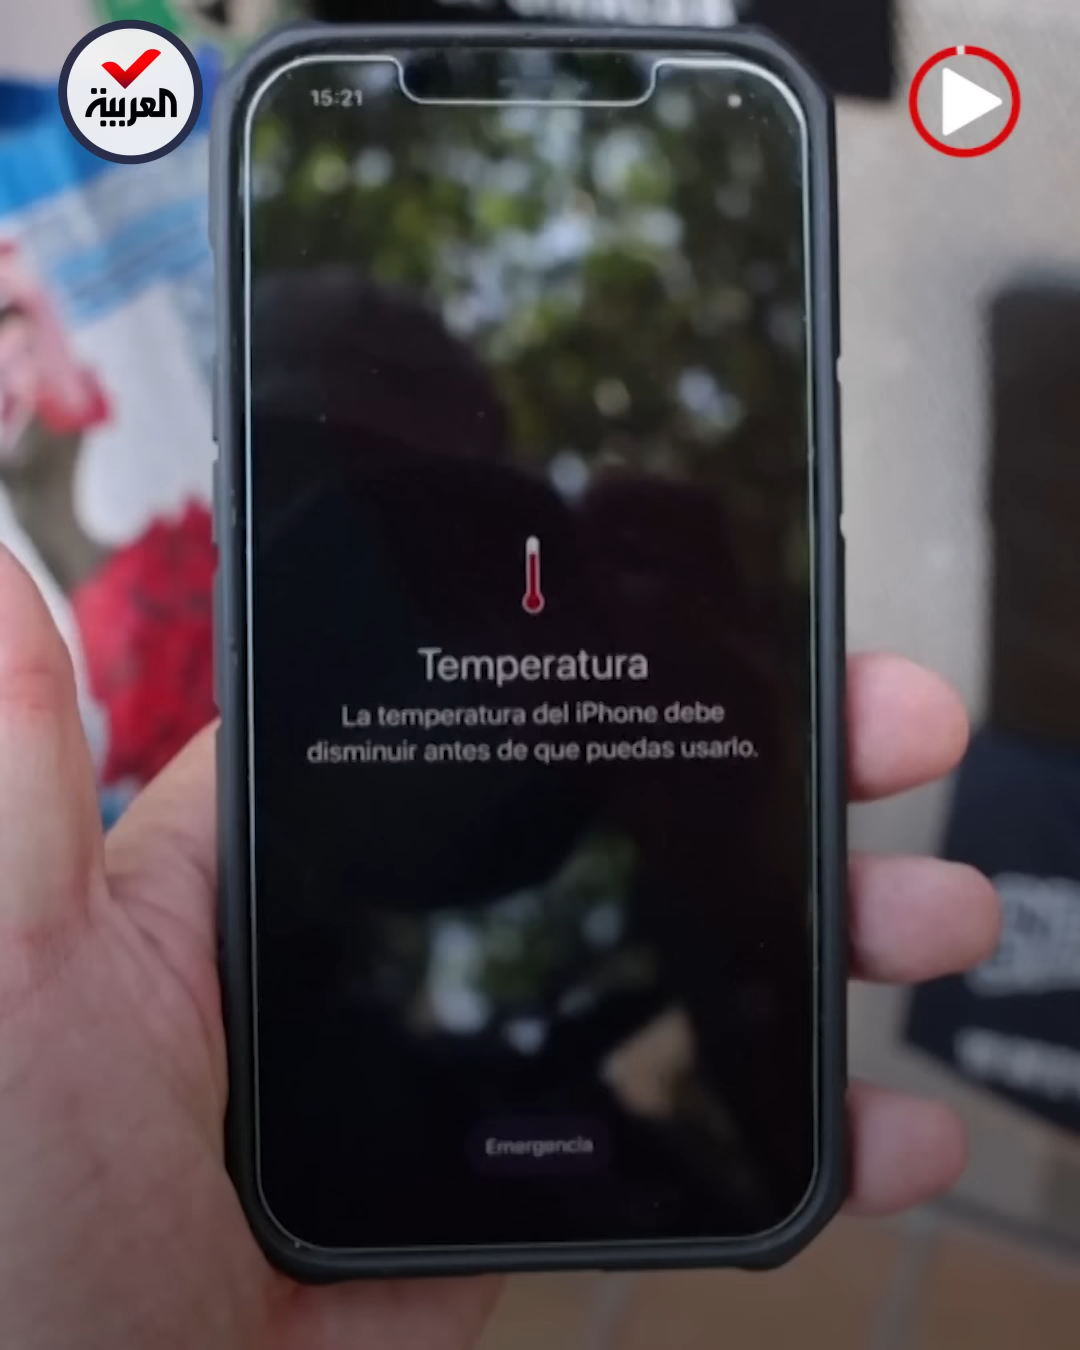 العربية
15:21
Temperatura
La temperatura del iPhone debe
disminuir antes de que puedas usarlo.
Emergencia